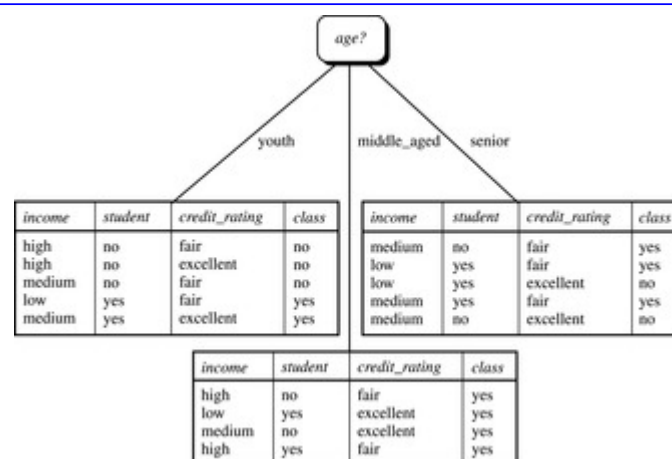 age?
youth
middle_aged
senior
income student credit_rating class
high no fair no
high no excellent no
medium no fair no
low yes fair yes
medium yes excellent yes
income student credit_rating class
medium no fair yes
low yes fair yes
low yes excellent no
medium yes fair yes
medium no excellent no
income student credit_rating class
high no fair yes
low yes excellent yes
medium no excellent yes
high yes fair yes